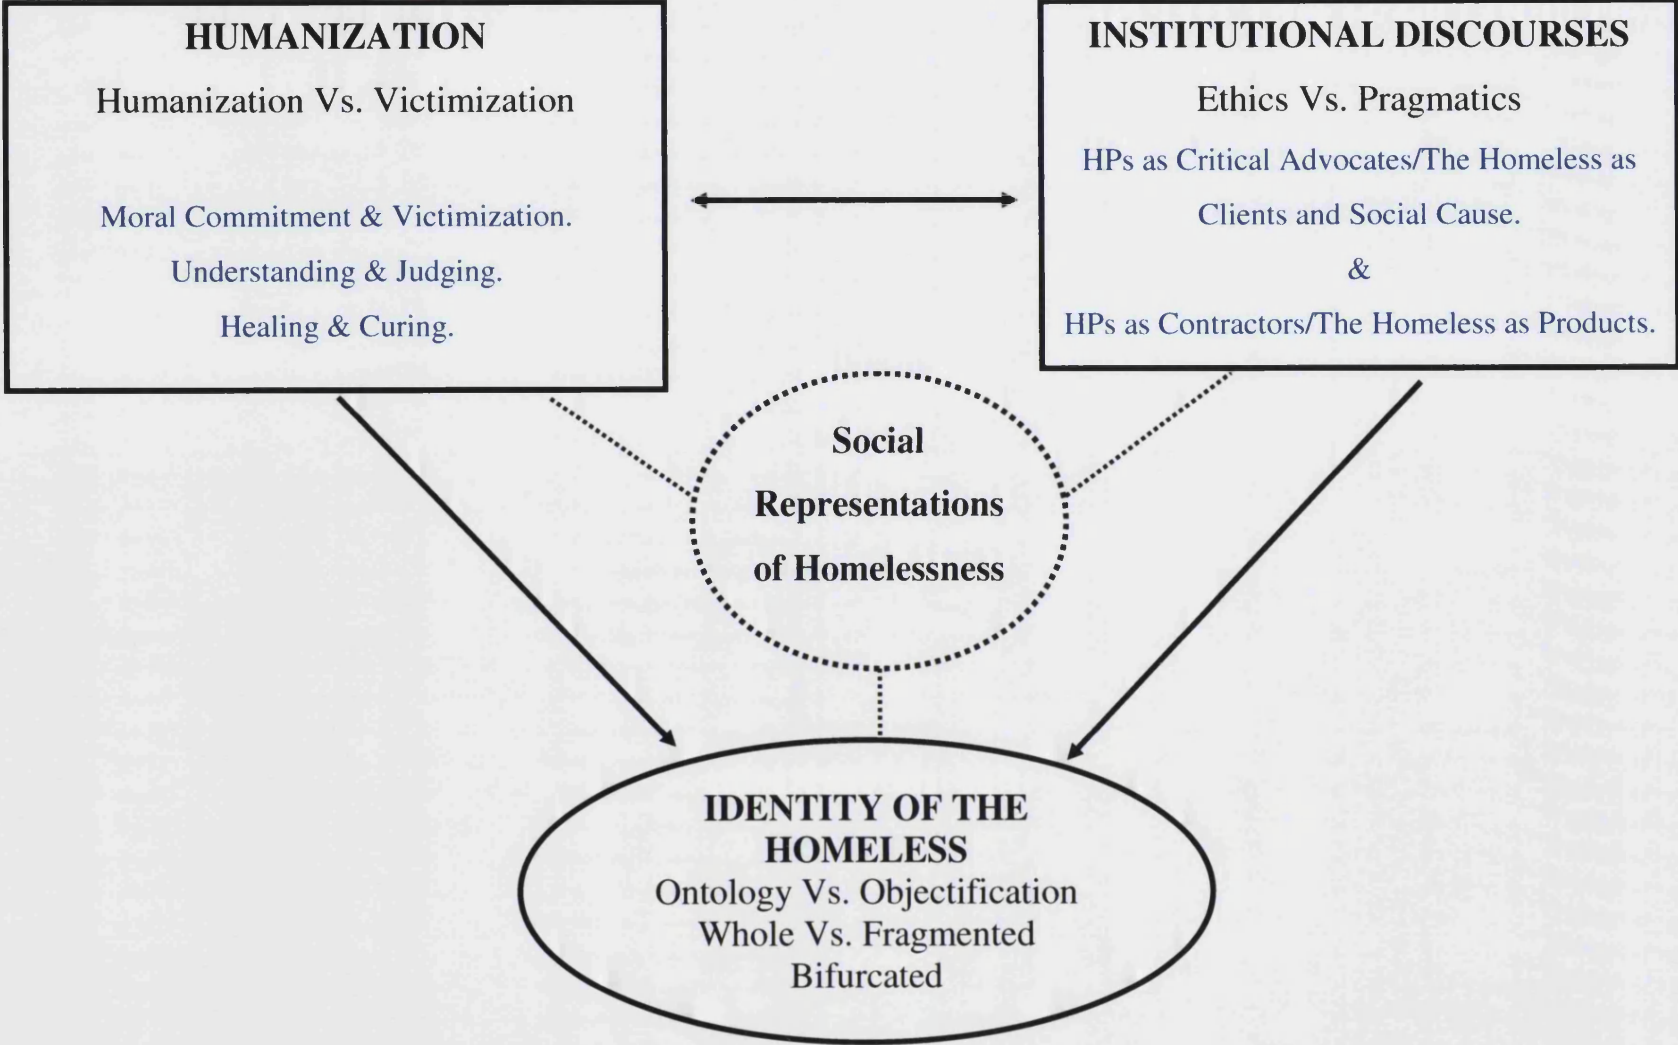 HUMANIZATION
Humanization Vs. Victimization
Moral Commitment & Victimization.
Understanding & Judging.
Healing & Curing.
INSTITUTIONAL DISCOURSES
Ethics Vs. Pragmatics
HPs as Critical Advocates/The Homeless as
Clients and Social Cause.
&
HPs as Contractors/The Homeless as Products.
Social
Representations
of Homelessness
IDENTITY OF THE
HOMELESS
Ontology Vs. Objectification
Whole Vs. Fragmented
Bifurcated